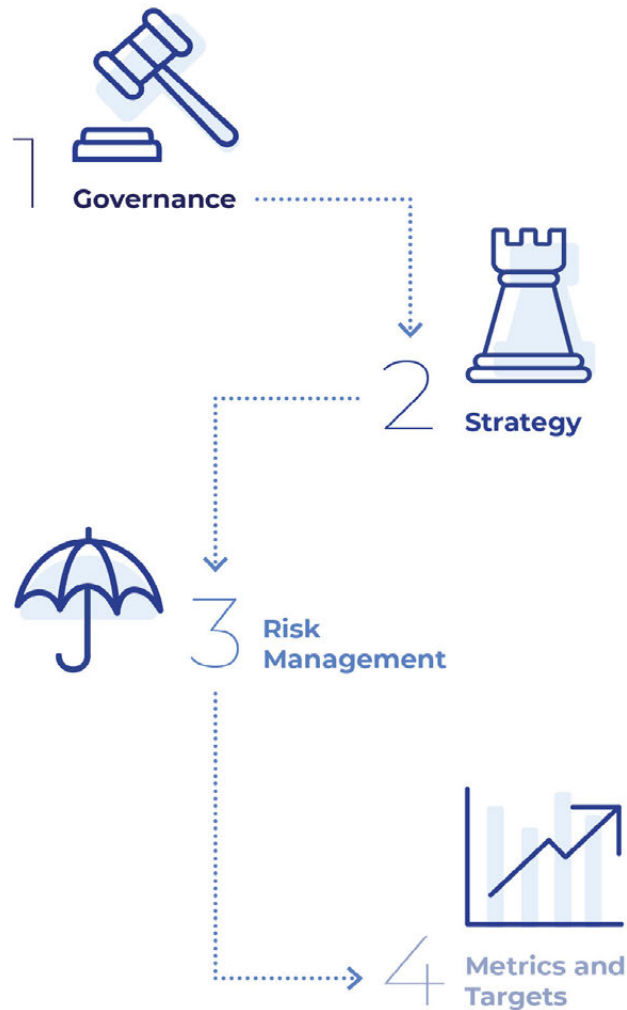 1
Governance
2
Strategy
3
Risk
Management
4
Metrics and
Targets